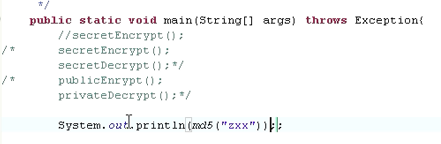 */
public static void main(String[] args) throws Exception{
//secretEncrypt();
/* secretEncrypt();
secretDecrypt();*/
/* publicEnrypt();
privateDecrypt();*/
System.out.println(md5("zxx"));;